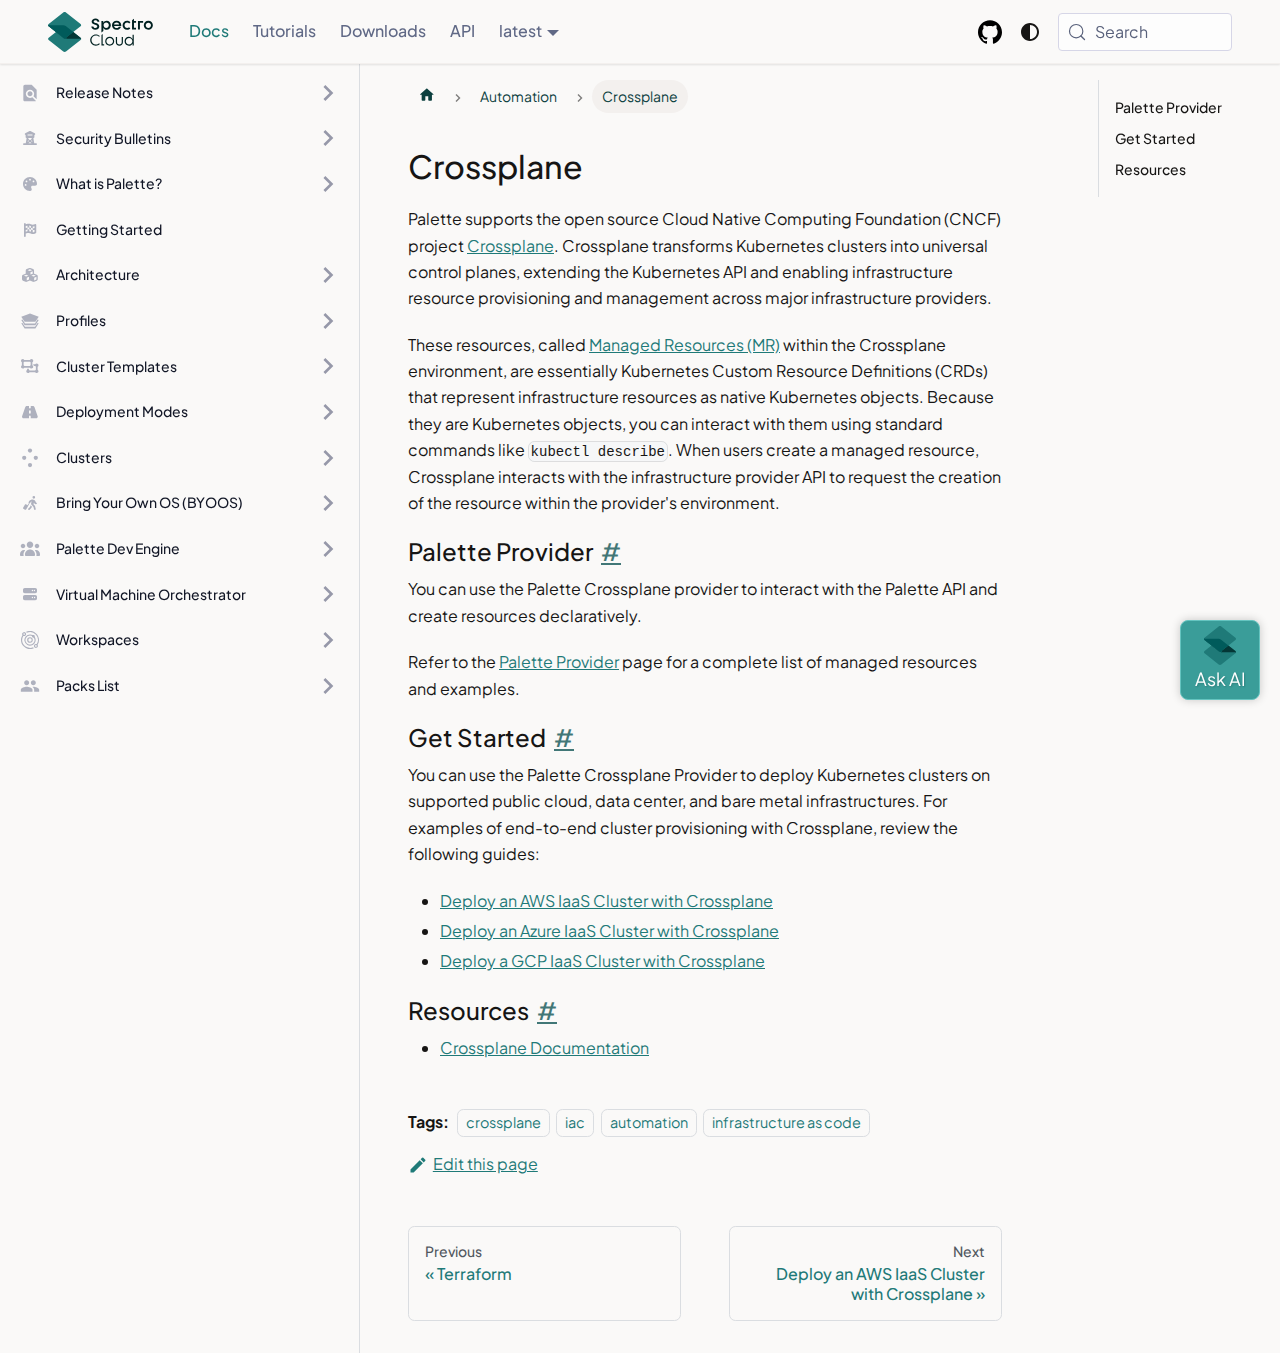 Spectro Cloud
Docs
Tutorials
Downloads
API
latest
Search
Release Notes
Security Bulletins
What is Palette?
Getting Started
Architecture
Profiles
Cluster Templates
Deployment Modes
Clusters
Bring Your Own OS (BYOOS)
Palette Dev Engine
Virtual Machine Orchestrator
Workspaces
Packs List
Automation
Crossplane
Crossplane
Palette supports the open source Cloud Native Computing Foundation (CNCF)
project Crossplane. Crossplane transforms Kubernetes clusters into universal
control planes, extending the Kubernetes API and enabling infrastructure
resource provisioning and management across major infrastructure providers.
These resources, called Managed Resources (MR) within the Crossplane
environment, are essentially Kubernetes Custom Resource Definitions (CRDs)
that represent infrastructure resources as native Kubernetes objects. Because
they are Kubernetes objects, you can interact with them using standard
commands like kubectl describe. When users create a managed resource,
Crossplane interacts with the infrastructure provider API to request the creation
of the resource within the provider's environment.
Palette Provider #
You can use the Palette Crossplane provider to interact with the Palette API and
create resources declaratively.
Refer to the Palette Provider page for a complete list of managed resources
and examples.
Get Started #
You can use the Palette Crossplane Provider to deploy Kubernetes clusters on
supported public cloud, data center, and bare metal infrastructures. For
examples of end-to-end cluster provisioning with Crossplane, review the
following guides:
Deploy an AWS IaaS Cluster with Crossplane
Deploy an Azure IaaS Cluster with Crossplane
Deploy a GCP IaaS Cluster with Crossplane
Resources #
Crossplane Documentation
Tags: crossplane iac automation infrastructure as code
Edit this page
Previous
« Terraform
Next
Deploy an AWS IaaS Cluster
with Crossplane »
Palette Provider
Get Started
Resources
Ask AI